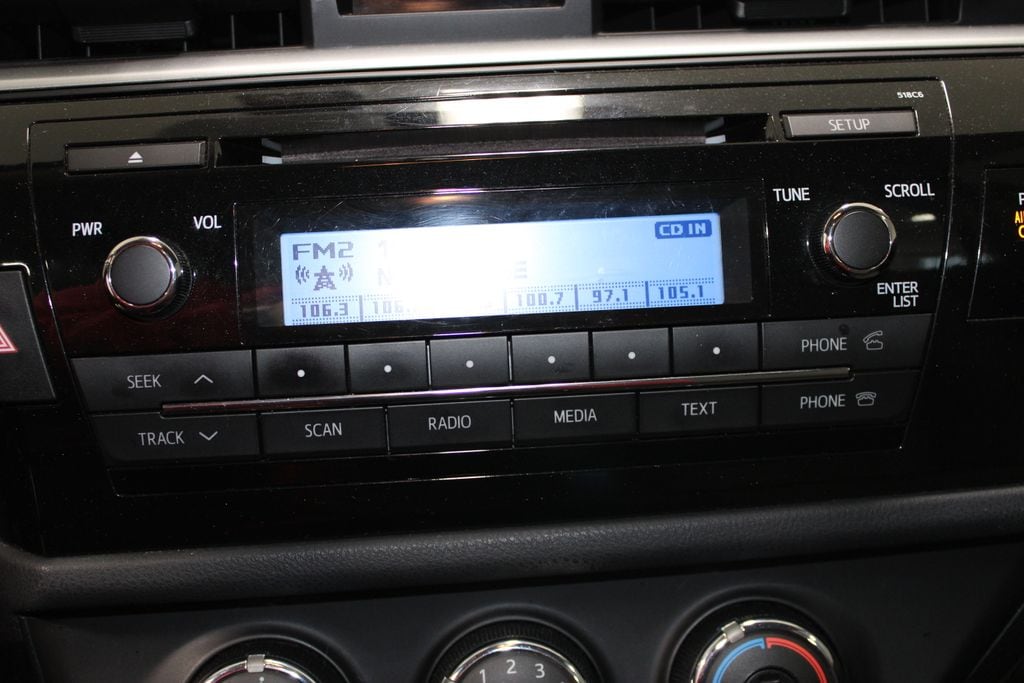 518C6
SETUP
PWR
VOL
TUNE
SCROLL
FM2
CD IN
106.3
100.7
97.1
105.1
ENTER
LIST
SEEK
PHONE
TRACK
SCAN
RADIO
MEDIA
TEXT
PHONE
1
2
3